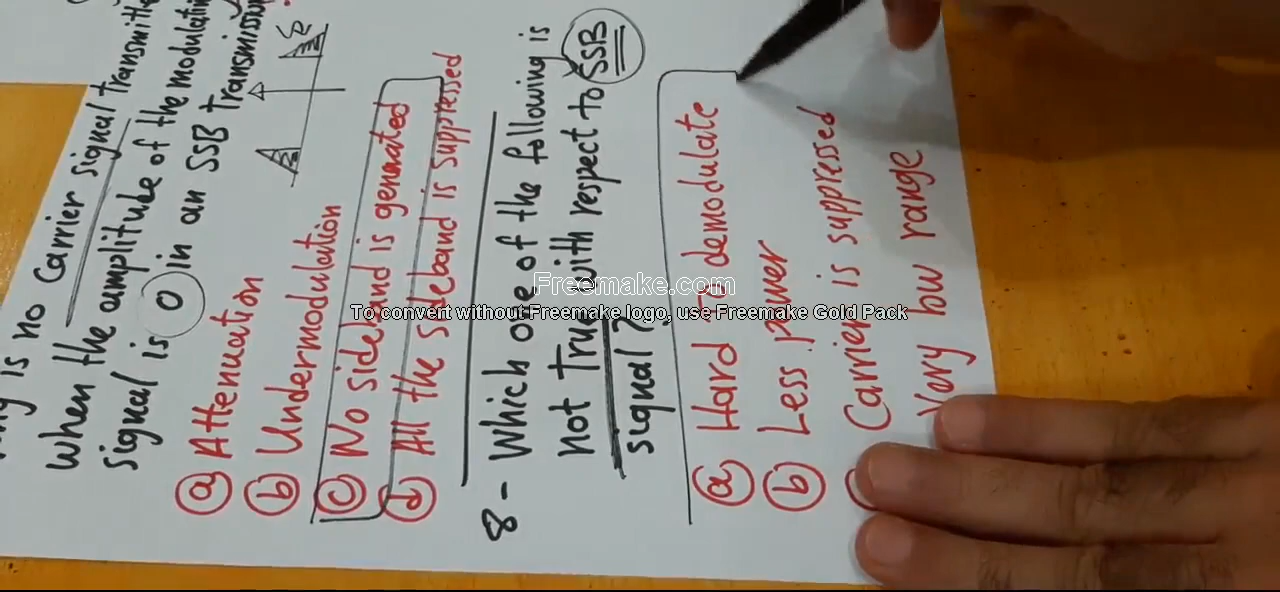 is no carrier signal
When the amplitude of the modulating
signal is 0 in an SSB
a Attenuation
b Undermodulation
c No sideband is generated
d All the sideband is suppressed
8- Which one of the following is
not True with respect to SSB
signal?
a Hard To demodulate
b Less power
Carrier is suppressed
Very low range
Freemake.com
To convert without Freemake logo, use Freemake Gold Pack